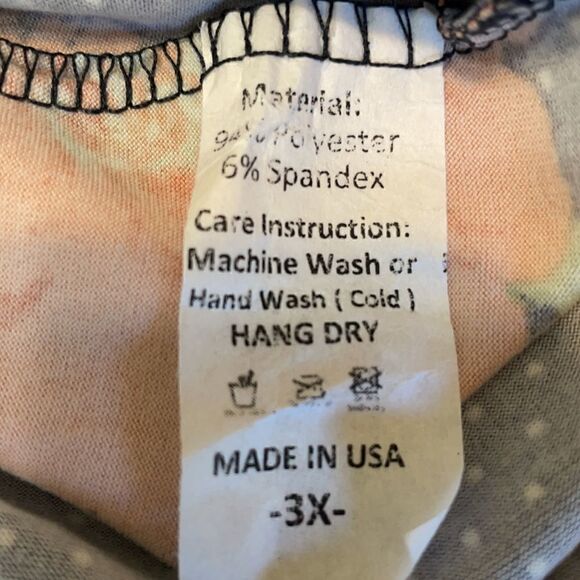 Material:
94% Polyester
6% Spandex
Care Instruction:
Machine Wash or
Hand Wash ( Cold )
HANG DRY
MADE IN USA
-3X-